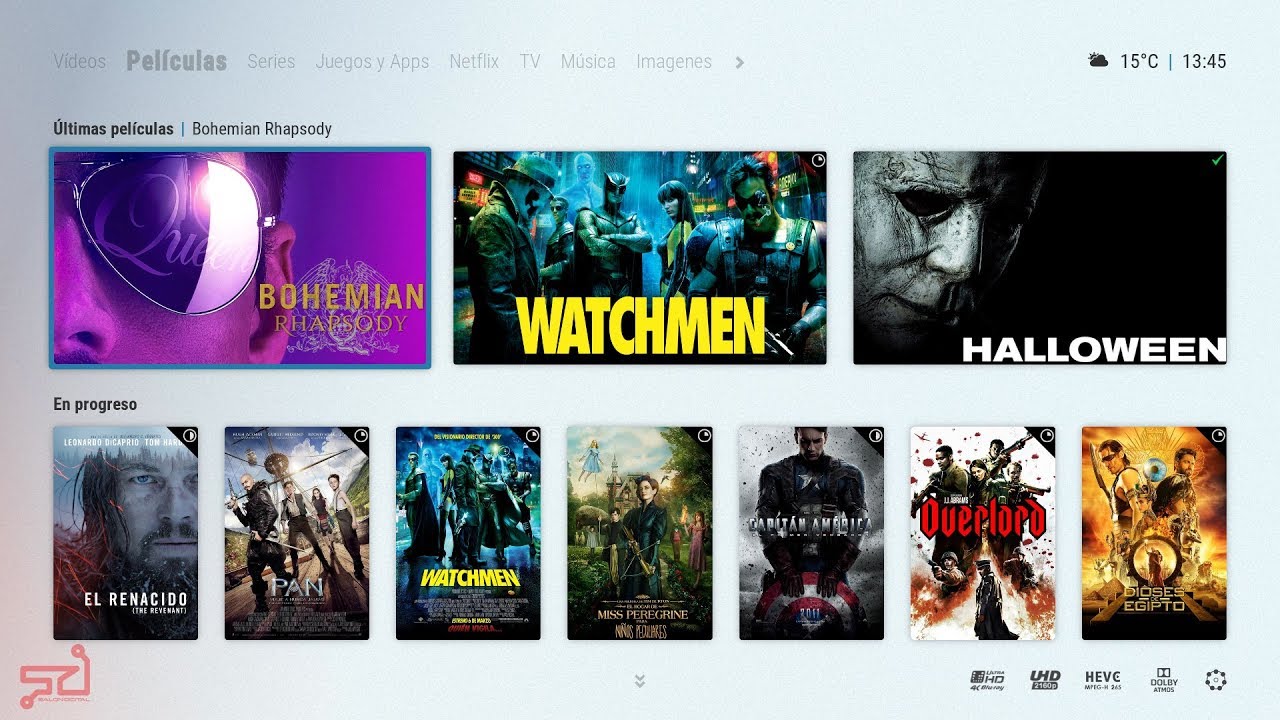 Vídeos Películas Series Juegos y Apps Netflix TV Música Imagenes
15°C | 13:45
Últimas películas | Bohemian Rhapsody
Queen
BOHEMIAN
RHAPSODY
WATCHMEN
HALLOWEEN
En progreso
LEONARDO DICAPRIO TOM
EL RENACIDO
(THE REVENANT)
PAN
DEL VISIONARIO DIRECTOR DE '300'
WATCHMEN
ESTRENO 6 DE MARZO
QUIÉN VIGILA...
EL HOGAR DE
MISS PEREGRINE
PARA
NIÑOS PECULIARES
CAPITÁN AMÉRICA
EL PRIMER VENGADOR
2011
J.J. ABRAMS
OVERLORD
DIOSES
DE
EGIPTO
SALONDIGITAL
ULTRA HD
4K Blu.ray
UHD
2160p
HEVC
MPEG-H 265
DOLBY
ATMOS